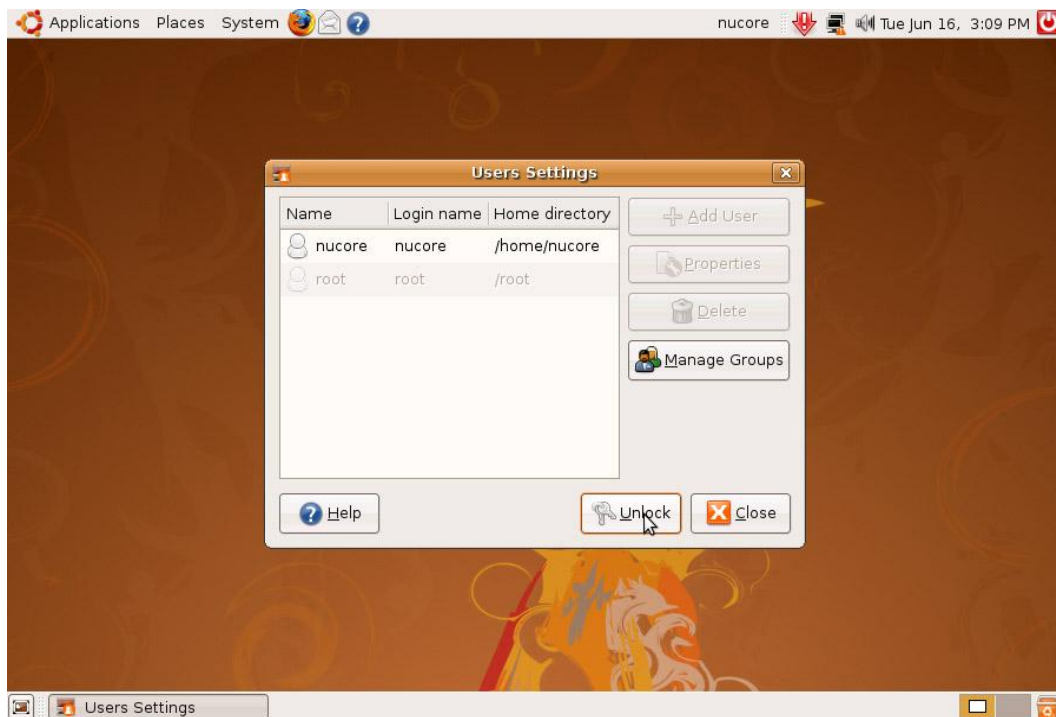 Applications Places System nucore Tue Jun 16, 3:09 PM
Users Settings
Name Login name Home directory
nucore nucore /home/nucore
root root /root
Add User
Properties
Delete
Manage Groups
Help Unlock Close
Users Settings